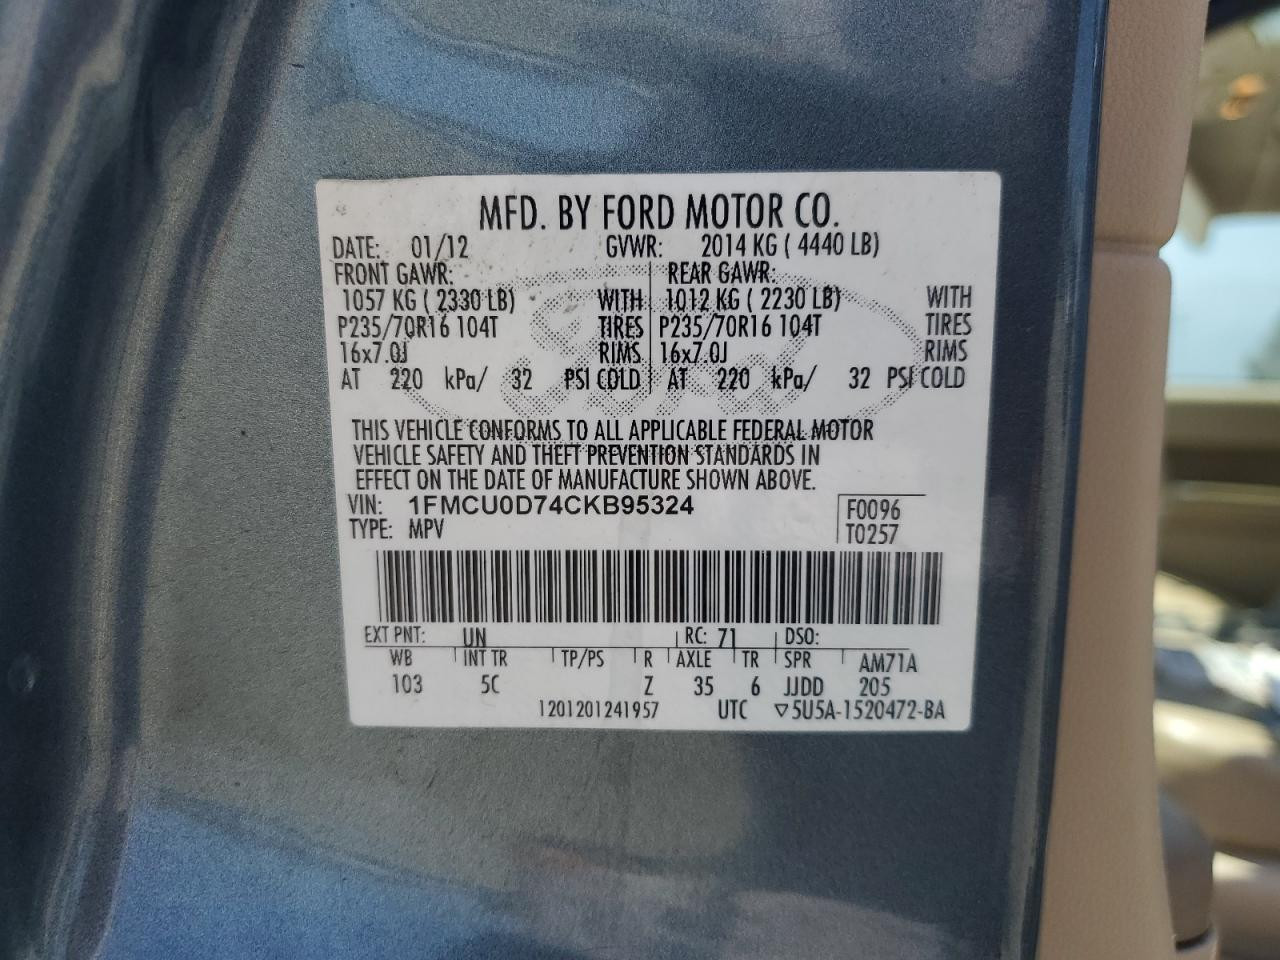 MFD. BY FORD MOTOR CO.
DATE: 01/12 GVWR: 2014 KG ( 4440 LB)
FRONT GAWR: REAR GAWR:
1057 KG ( 2330 LB) WITH 1012 KG ( 2230 LB) WITH
P235/70R16 104T TIRES P235/70R16 104T TIRES
16x7.0J RIMS 16x7.0J RIMS
AT 220 kPa/ 32 PSI COLD AT 220 kPa/ 32 PSI COLD
Ford
THIS VEHICLE CONFORMS TO ALL APPLICABLE FEDERAL MOTOR
VEHICLE SAFETY AND THEFT PREVENTION STANDARDS IN
EFFECT ON THE DATE OF MANUFACTURE SHOWN ABOVE.
VIN: 1FMCU0D74CKB95324 F0096
TYPE: MPV T0257
EXT PNT: UN RC: 71 DSO:
WB INT TR TP/PS R AXLE TR SPR AM71A
103 5C Z 35 6 JJDD 205
1201201241957 UTC ▽5U5A-1520472-BA